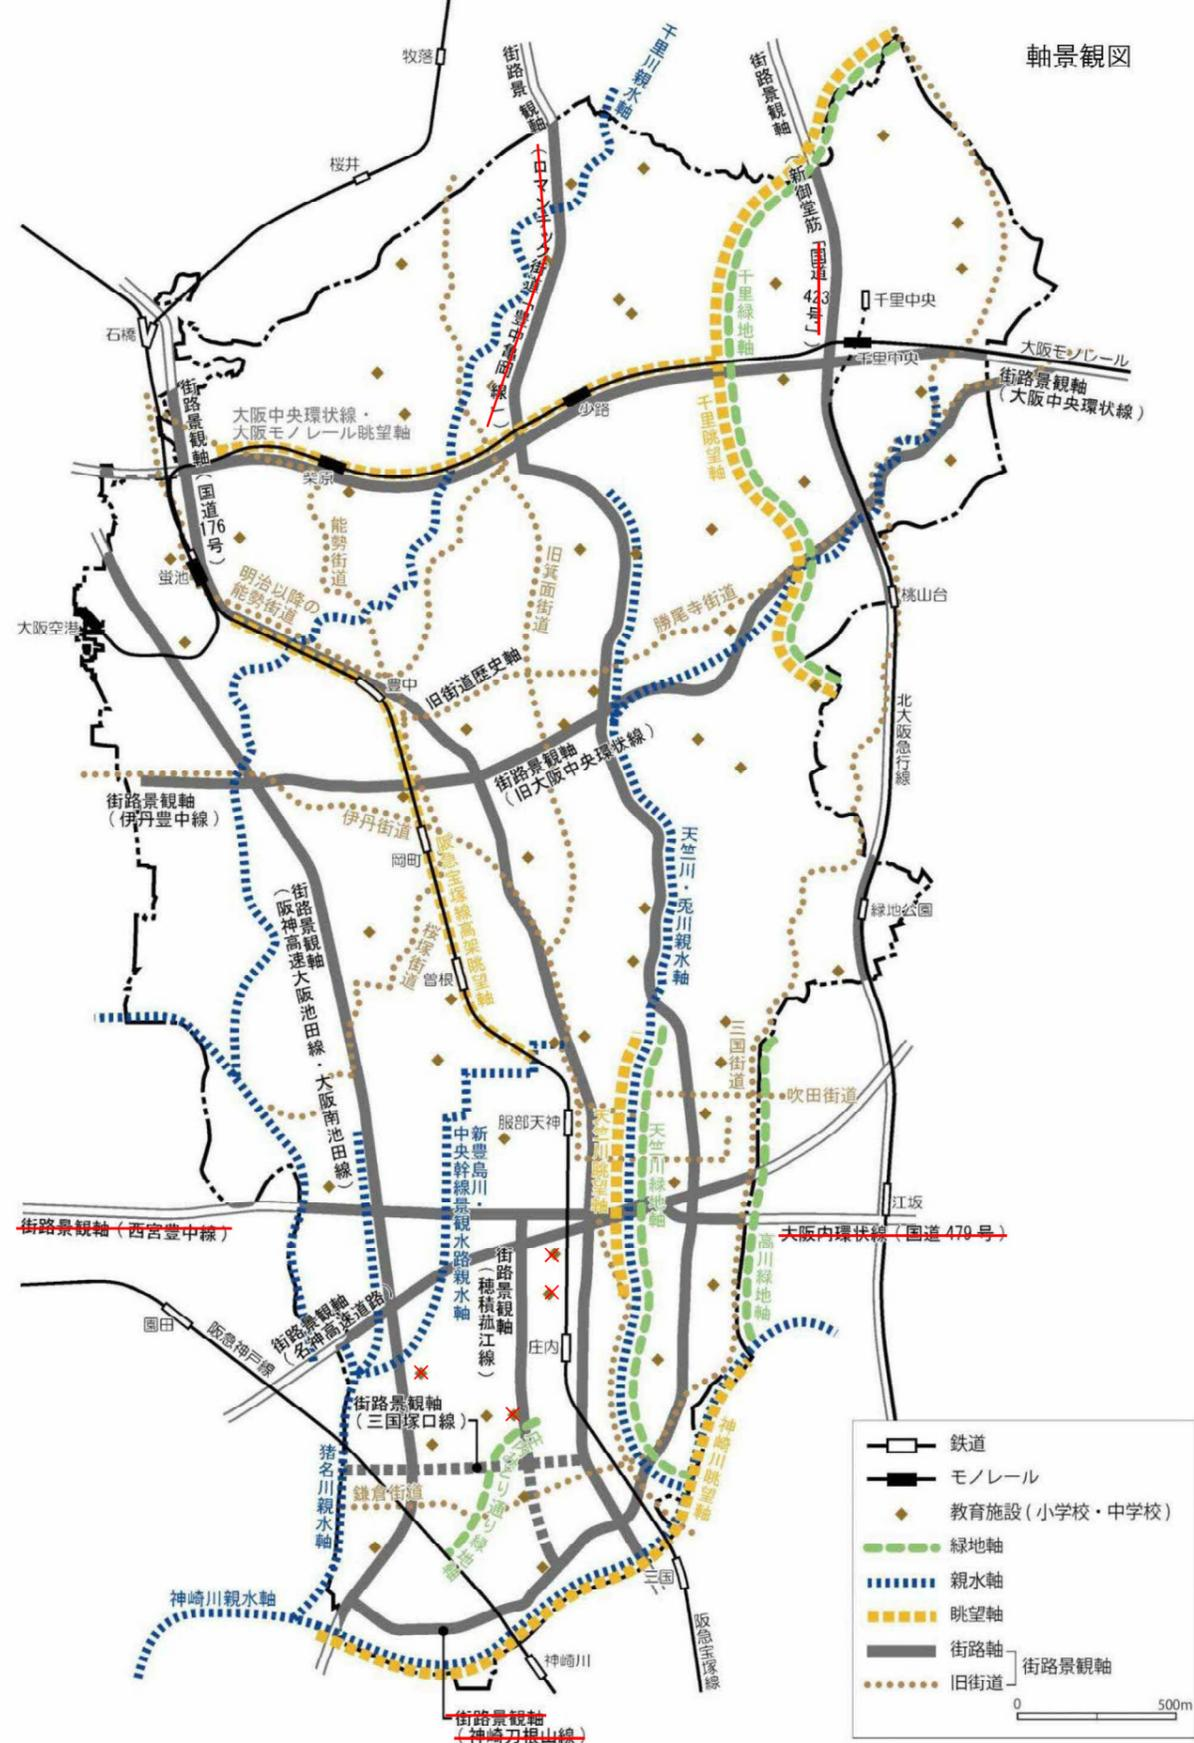 軸景観図
牧落
桜井
石橋
街路景観軸
千里川親水軸
街路景観軸
(ロマンチック街道
線)
(新御堂筋
国道
423
号)
千里中央
千里中央
大阪モノレール
街路景観軸
(大阪中央環状線)
街路景観軸
(国道
176
号)
大阪中央環状線・
大阪モノレール眺望軸
柴原
少路
千里緑地軸
千里眺望軸
能勢街道
明治以降の
能勢街道
旧箕面街道
勝尾寺街道
蛍池
大阪空港
豊中
旧街道歴史軸
桃山台
北大阪急行線
街路景観軸
(伊丹豊中線)
街路景観軸
(旧大阪中央環状線)
伊丹街道
岡町
阪急宝塚線高架眺望軸
桜塚街道
曽根
天竺川・兎川親水軸
緑地公園
街路景観軸
(阪神高速大阪池田線・大阪南池田線)
三国街道
吹田街道
服部天神
新豊島川・
中央幹線景観水路親水軸
天竺川眺望軸
天竺川緑地軸
江坂
街路景観軸(西宮豊中線)
大阪内環状線(国道479号)
高川緑地軸
街路景観軸
(穂積菰江線)
街路景観軸
(名神高速道路)
園田
阪急神戸線
庄内
街路景観軸
(三国塚口線)
猪名川親水軸
鎌倉街道
通り緑地軸
神崎川眺望軸
神崎川親水軸
三国
阪急宝塚線
神崎川
街路景観軸
(神崎刀根山線)
鉄道
モノレール
教育施設(小学校・中学校)
緑地軸
親水軸
眺望軸
街路軸
旧街道
街路景観軸
0
500m